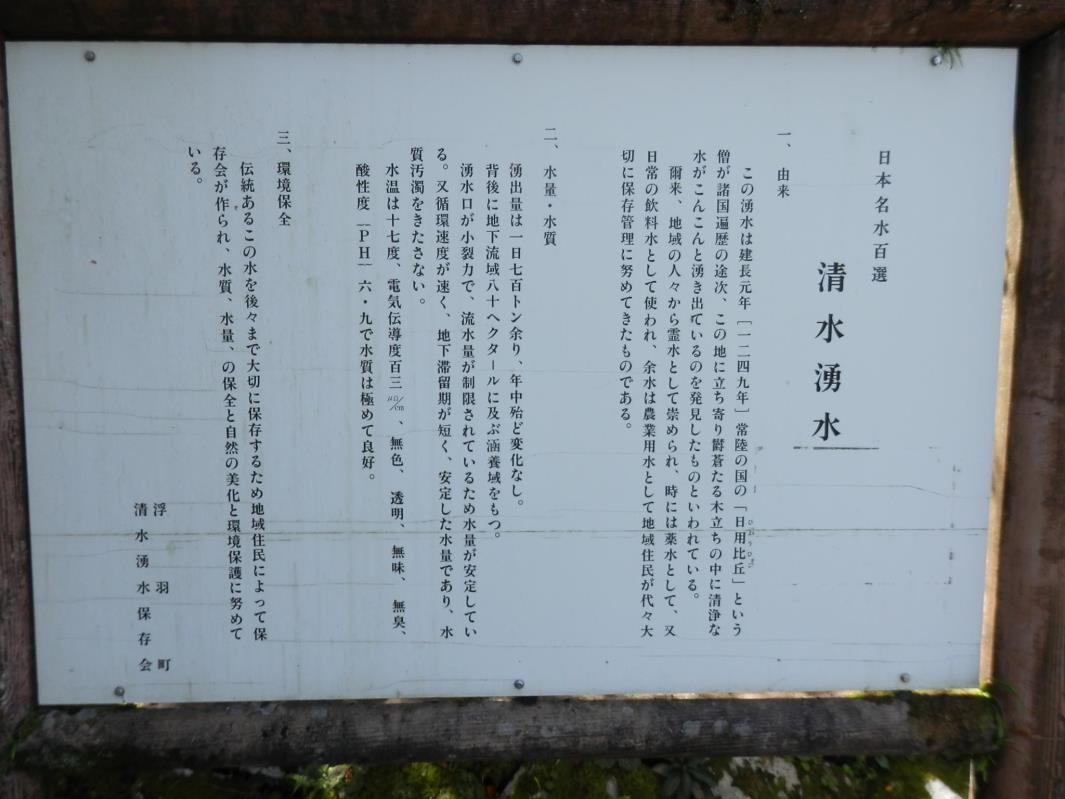 日本名水百選
清水湧水
一、由来
この湧水は建長元年［一二四九年］常陸の国の「日用比丘」という
僧が諸国遍歴の途次、この地に立ち寄り欝蒼たる木立ちの中に清浄な
水がこんこんと湧き出ているのを発見したものといわれている。
爾来、地域の人々から霊水として崇められ、時には薬水として、又
日常の飲料水として使われ、余水は農業用水として地域住民が代々大
切に保存管理に努めてきたものである。
二、水量・水質
湧出量は一日七百トン余り、年中殆ど変化なし。
背後に地下流域八十ヘクタールに及ぶ涵養域をもつ。
湧水口が小裂力で、流水量が制限されているため水量が安定してい
る。又循環速度が速く、地下滞留期が短く、安定した水量であり、水
質汚濁をきたさない。
水温は十七度、電気伝導度百三μ℧/cm、無色、透明、無味、無臭、
酸性度［PH］六・九で水質は極めて良好。
三、環境保全
伝統あるこの水を後々まで大切に保存するため地域住民によって保
存会が作られ、水質、水量、の保全と自然の美化と環境保護に努めて
いる。
浮羽町
清水湧水保存会